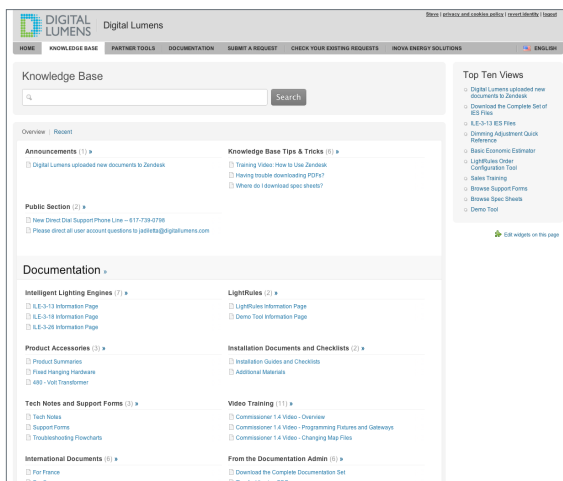 Steve | privacy and cookies policy | revert identity | logout
DIGITAL LUMENS
Digital Lumens
HOME KNOWLEDGE BASE PARTNER TOOLS DOCUMENTATION SUBMIT A REQUEST CHECK YOUR EXISTING REQUESTS INOVA ENERGY SOLUTIONS ENGLISH
Knowledge Base
Search
Overview | Recent
Announcements (1) »
Digital Lumens uploaded new documents to Zendesk
Knowledge Base Tips & Tricks (6) »
Training Video: How to Use Zendesk
Having trouble downloading PDFs?
Where do I download spec sheets?
Public Section (2) »
New Direct Dial Support Phone Line – 617-739-0798
Please direct all user account questions to jadiletta@digitallumens.com
Documentation »
Intelligent Lighting Engines (7) »
ILE-3-13 Information Page
ILE-3-18 Information Page
ILE-3-26 Information Page
LightRules (2) »
LightRules Information Page
Demo Tool Information Page
Product Accessories (3) »
Product Summaries
Fixed Hanging Hardware
480 - Volt Transformer
Installation Documents and Checklists (2) »
Installation Guides and Checklists
Additional Materials
Tech Notes and Support Forms (3) »
Tech Notes
Support Forms
Troubleshooting Flowcharts
Video Training (11) »
Commissioner 1.4 Video - Overview
Commissioner 1.4 Video - Programming Fixtures and Gateways
Commissioner 1.4 Video - Changing Map Files
International Documents (6) »
For France
From the Documentation Admin (6) »
Download the Complete Documentation Set
Top Ten Views
Digital Lumens uploaded new
documents to Zendesk
Download the Complete Set of
IES Files
ILE-3-13 IES Files
Dimming Adjustment Quick
Reference
Basic Economic Estimator
LightRules Order
Configuration Tool
Sales Training
Browse Support Forms
Browse Spec Sheets
Demo Tool
Edit widgets on this page